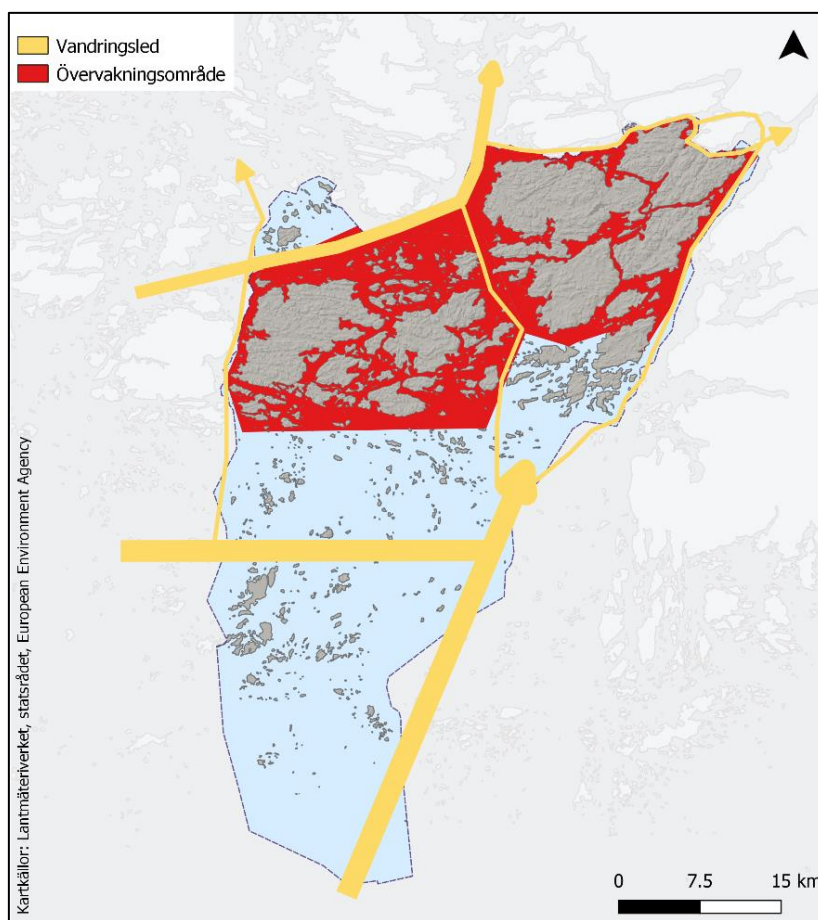 Vandringsled
Övervakningsområde
Kartkällor: Lantmäteriverket, statsrådet, European Environment Agency
0 7.5 15 km